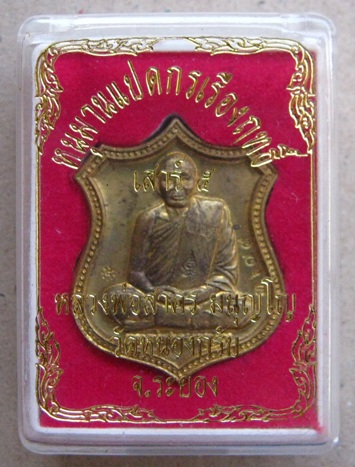 หนุมานแปดกรเรืองฤทธิ์
เสาร์ ๕
หลวงพ่อสาคร มนุญโญ
วัดหนองกรับ
จ.ระยอง